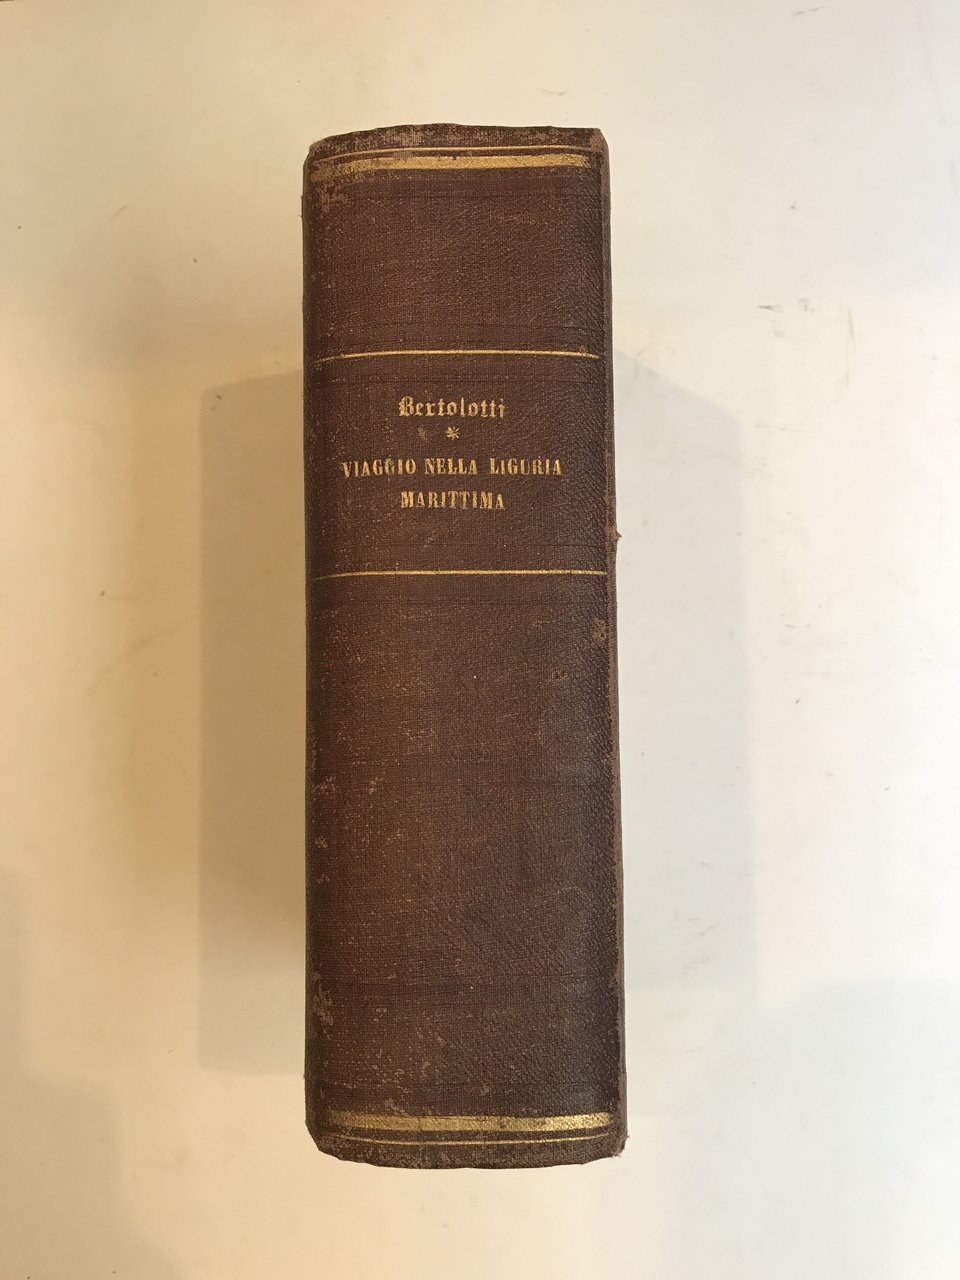 Bertolotti
*
VIAGGIO NELLA LIGURIA
MARITTIMA